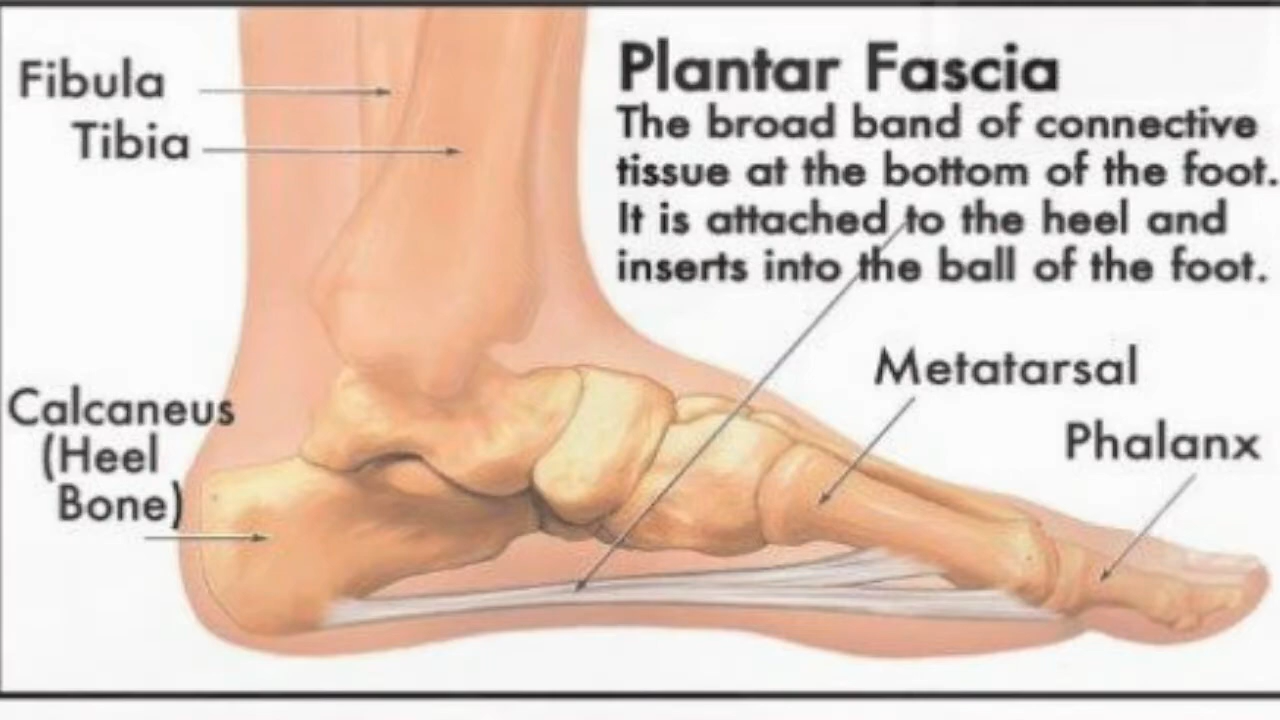 Fibula
Tibia
Plantar Fascia
The broad band of connective
tissue at the bottom of the foot.
It is attached to the heel and
inserts into the ball of the foot.
Metatarsal
Phalanx
Calcaneus
(Heel
Bone)